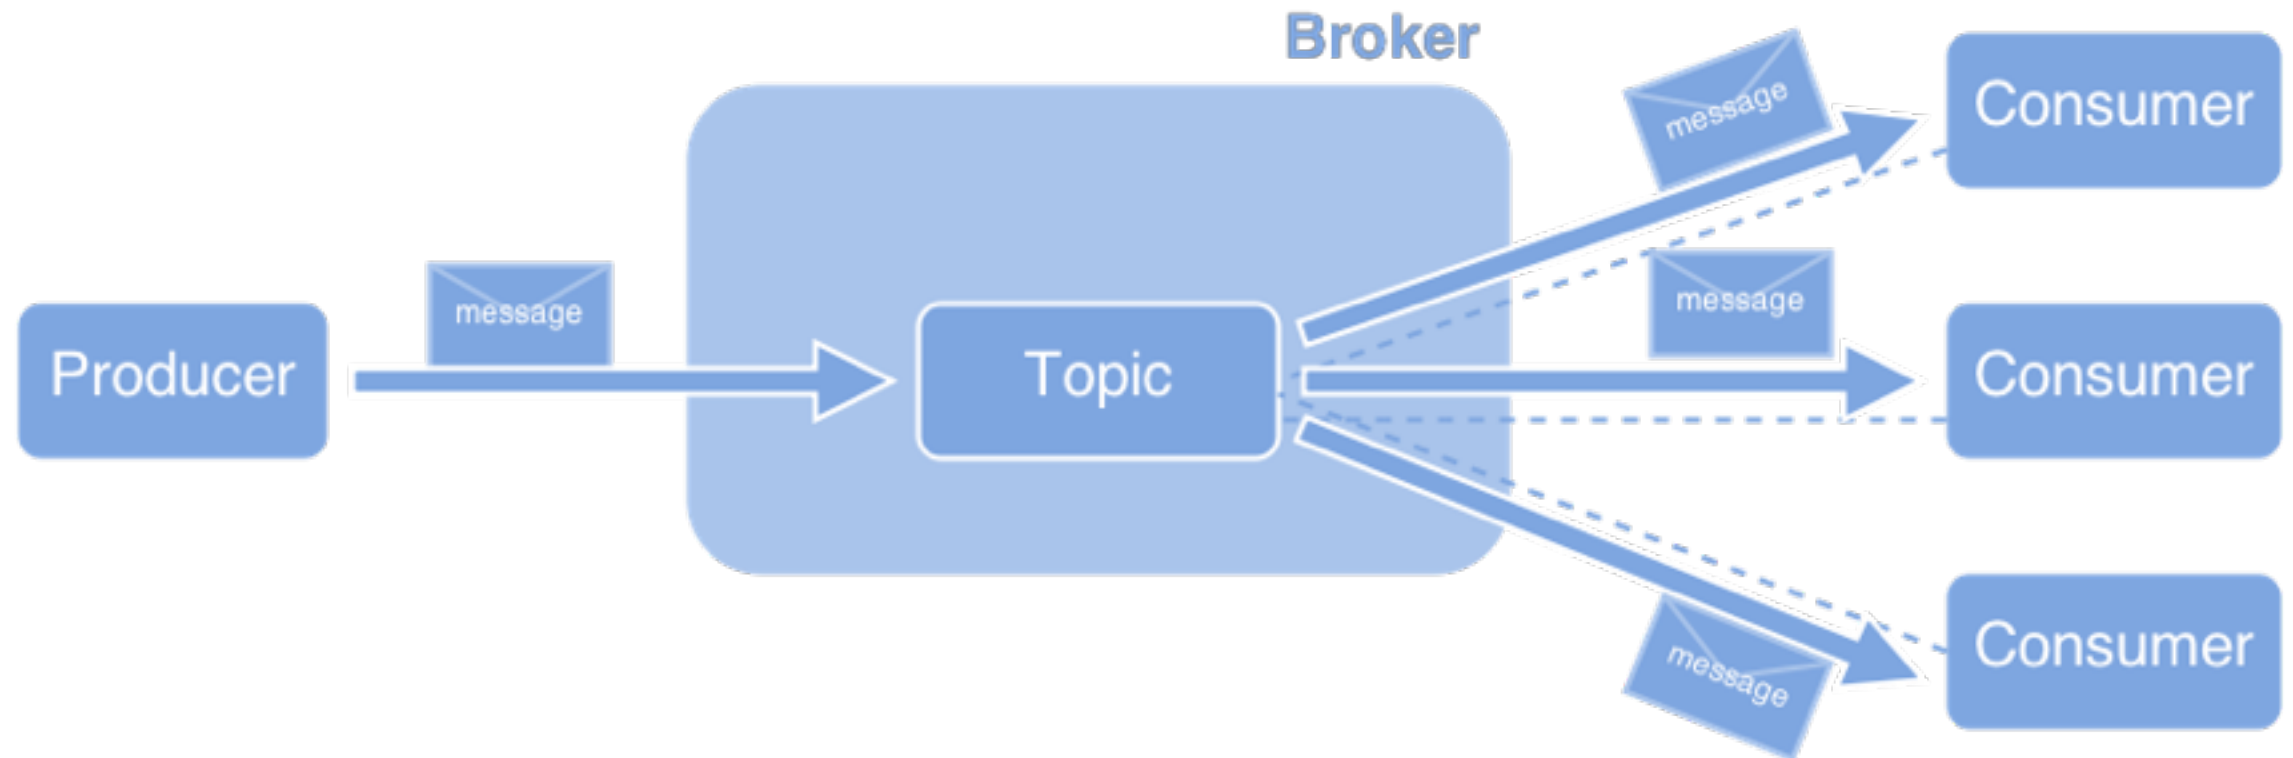 Broker
message
Consumer
message
message
Producer
Topic
Consumer
message
Consumer